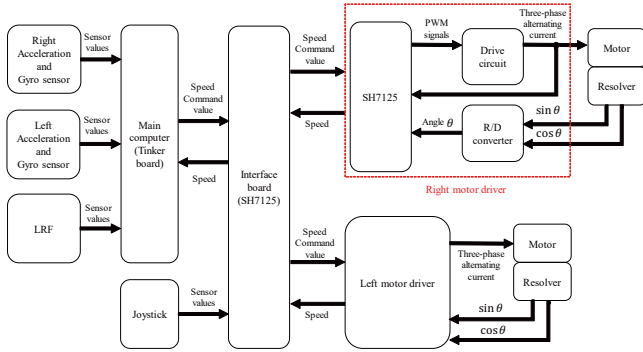 Right
Acceleration
and
Gyro sensor
Sensor
values
Left
Acceleration
and
Gyro sensor
Sensor
values
LRF
Sensor
values
Main
computer
(Tinker
board)
Speed
Command
value
Speed
Joystick
Sensor
values
Interface
board
(SH7125)
Speed
Command
value
Speed
SH7125
PWM
signals
Drive
circuit
Three-phase
alternating
current
Motor
Resolver
sin θ
cos θ
R/D
converter
Angle θ
Right motor driver
Speed
Command
value
Speed
Left motor driver
Three-phase
alternating
current
Motor
Resolver
sin θ
cos θ